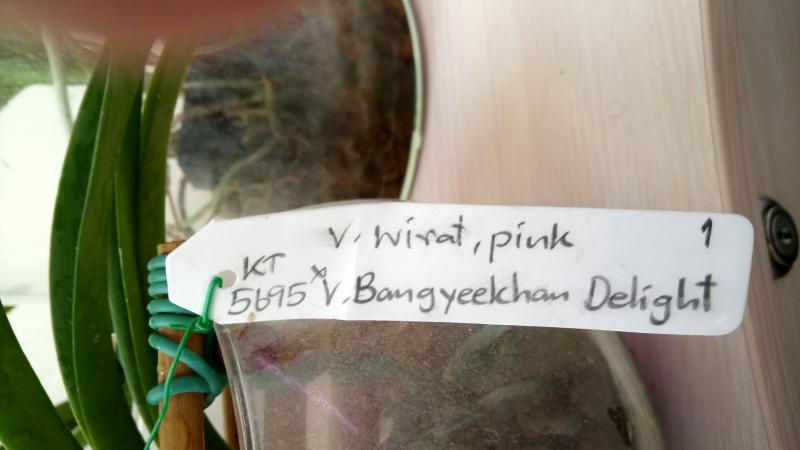 V. Wirat, pink 1
KT
5695 x V. Bangyeekhan Delight